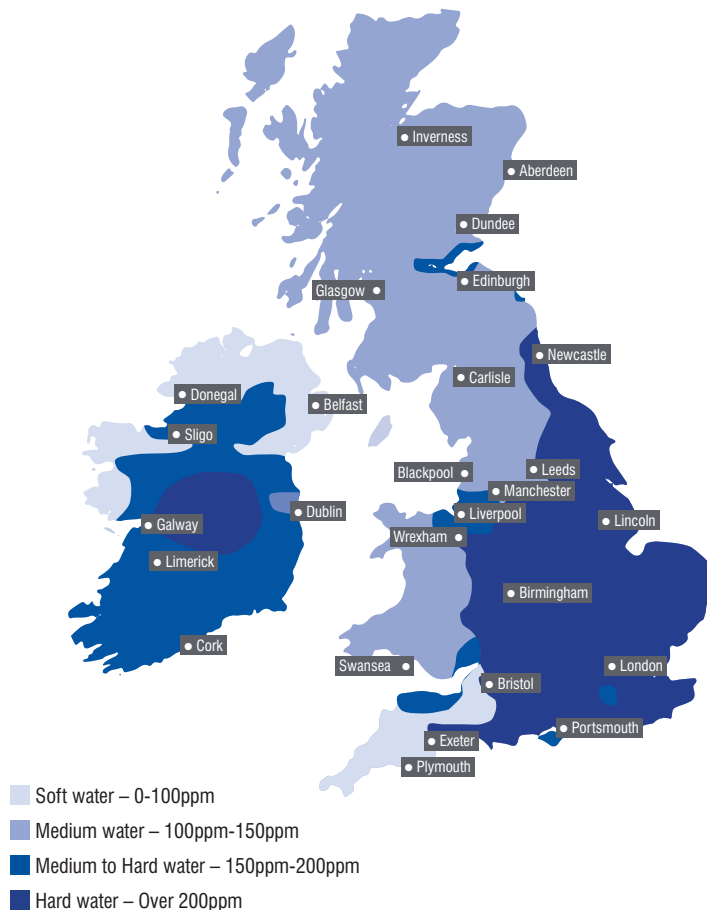 Inverness
Aberdeen
Dundee
Edinburgh
Glasgow
Newcastle
Carlisle
Donegal
Belfast
Sligo
Leeds
Blackpool
Manchester
Dublin
Liverpool
Lincoln
Galway
Wrexham
Limerick
Birmingham
Cork
Swansea
London
Bristol
Portsmouth
Exeter
Plymouth
Soft water – 0-100ppm
Medium water – 100ppm-150ppm
Medium to Hard water – 150ppm-200ppm
Hard water – Over 200ppm